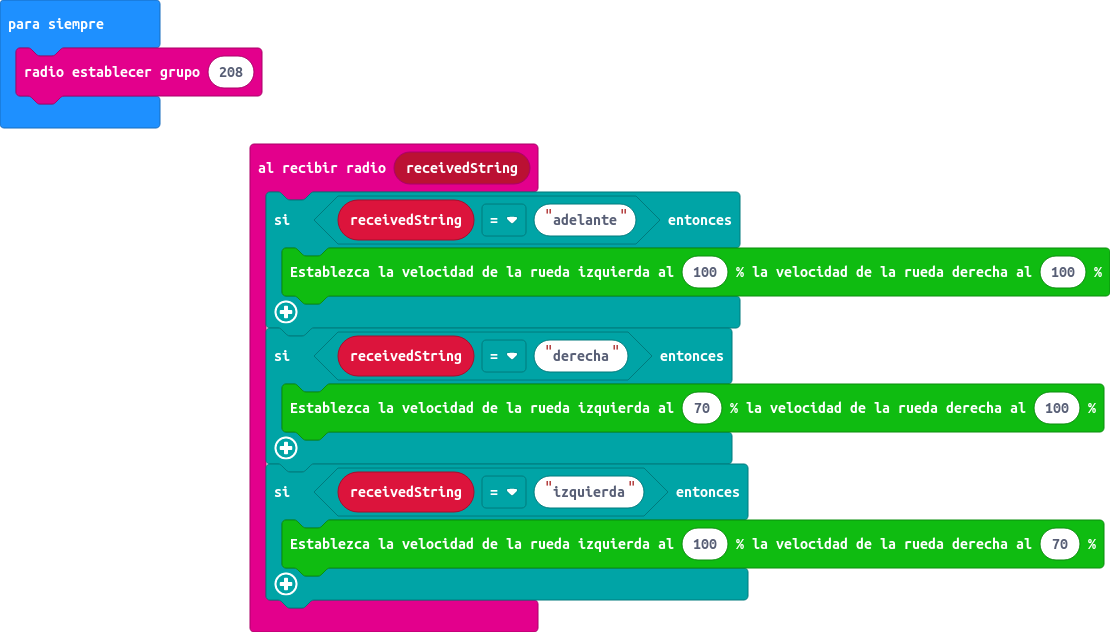 para siempre
radio establecer grupo 208
al recibir radio receivedString
si receivedString = "adelante" entonces
Establezca la velocidad de la rueda izquierda al 100 % la velocidad de la rueda derecha al 100 %
si receivedString = "derecha" entonces
Establezca la velocidad de la rueda izquierda al 70 % la velocidad de la rueda derecha al 100 %
si receivedString = "izquierda" entonces
Establezca la velocidad de la rueda izquierda al 100 % la velocidad de la rueda derecha al 70 %